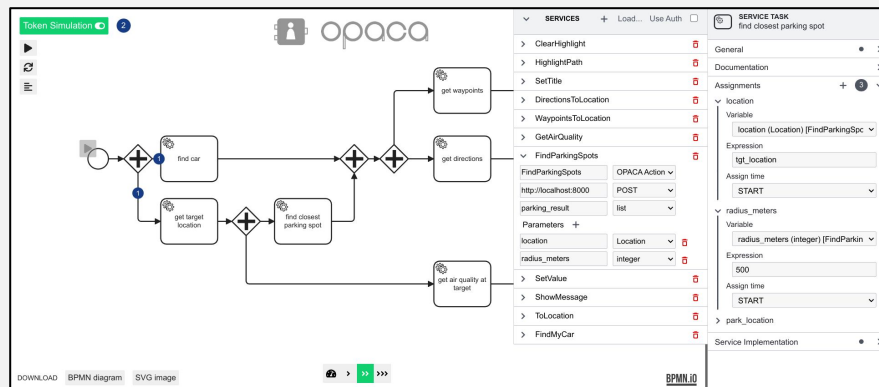 Token Simulation
2
opaca
get waypoints
find car
get directions
1
1
get target
location
find closest
parking spot
get air quality at
target
DOWNLOAD
BPMN diagram
SVG image
BPMN.iO
SERVICES
+
Load...
Use Auth
ClearHighlight
HighlightPath
SetTitle
DirectionsToLocation
WaypointsToLocation
GetAirQuality
FindParkingSpots
FindParkingSpots
OPACA Action
http://localhost:8000
POST
parking_result
list
Parameters +
location
Location
radius_meters
integer
SetValue
ShowMessage
ToLocation
FindMyCar
SERVICE TASK
find closest parking spot
General
Documentation
Assignments
+
3
location
Variable
location (Location) [FindParkingSpc
Expression
tgt_location
Assign time
START
radius_meters
Variable
radius_meters (integer) [FindParkin
Expression
500
Assign time
START
park_location
Service Implementation